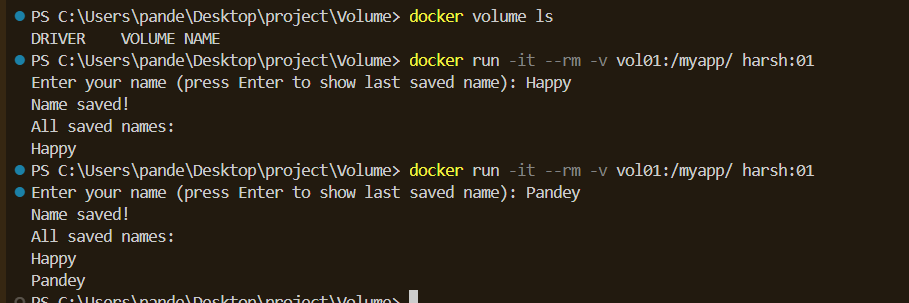 PS C:\Users\pande\Desktop\project\Volume> docker volume ls
DRIVER    VOLUME NAME
PS C:\Users\pande\Desktop\project\Volume> docker run -it --rm -v vol01:/myapp/ harsh:01
Enter your name (press Enter to show last saved name): Happy
Name saved!
All saved names:
Happy
PS C:\Users\pande\Desktop\project\Volume> docker run -it --rm -v vol01:/myapp/ harsh:01
Enter your name (press Enter to show last saved name): Pandey
Name saved!
All saved names:
Happy
Pandey
PS C:\Users\pande\Desktop\project\Volume>